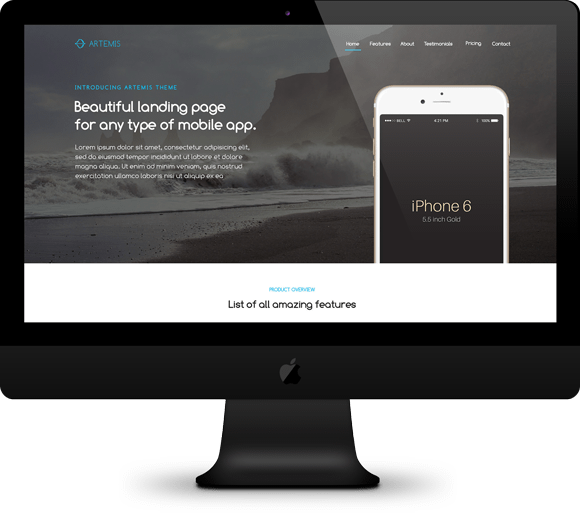 ARTEMIS
Home Features About Testimonials Pricing Contact
INTRODUCING ARTEMIS THEME
Beautiful landing page
for any type of mobile app.
Lorem ipsum dolor sit amet, consectetur adipisicing elit,
sed do eiusmod tempor incididunt ut labore et dolore
magna aliqua. Ut enim ad minim veniam, quis nostrud
exercitation ullamco laboris nisi ut aliquip ex ea
BELL 4:21 PM 100%
iPhone 6
5.5 inch Gold
PRODUCT OVERVIEW
List of all amazing features